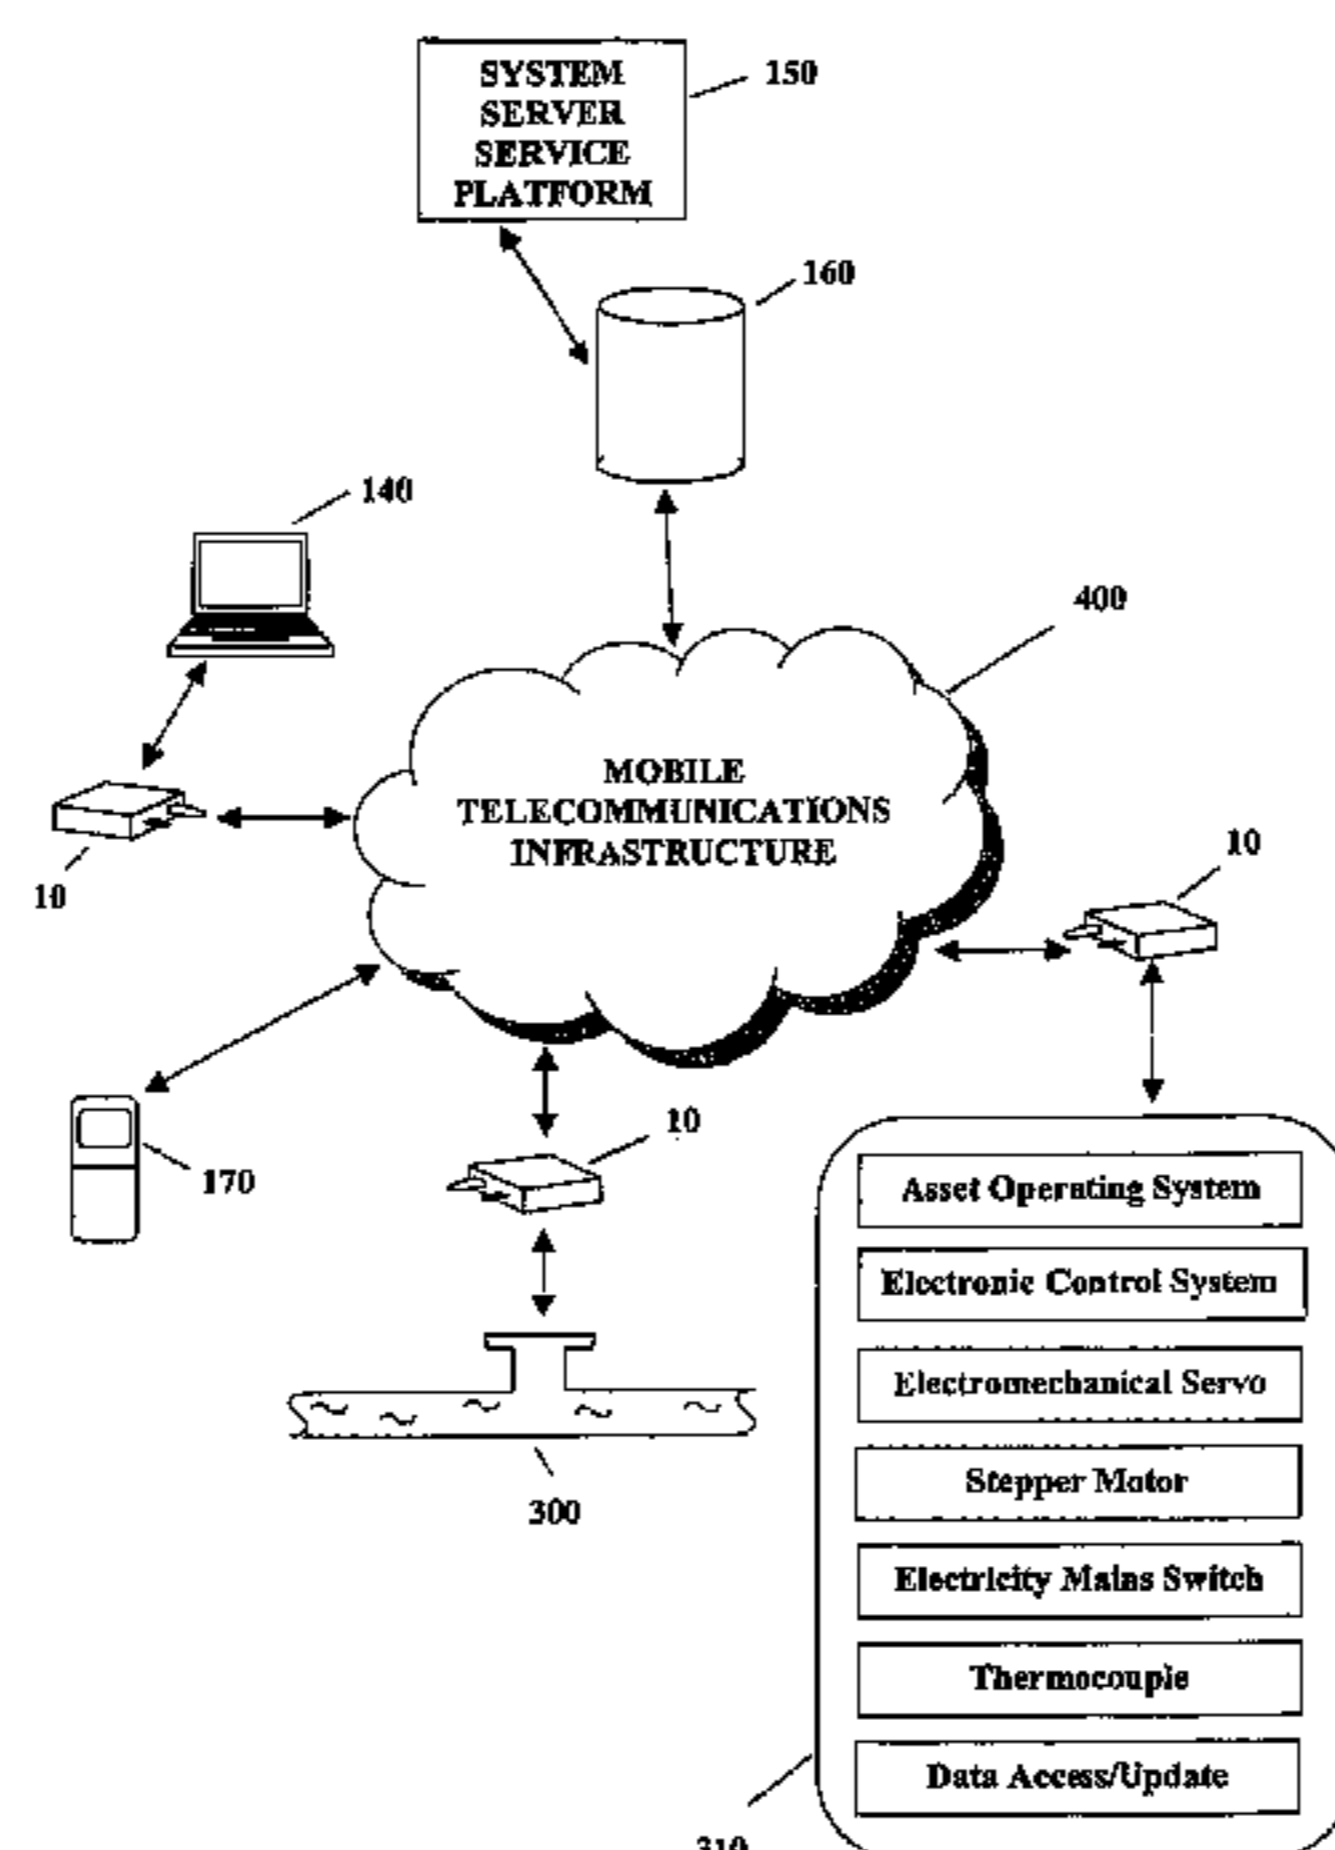 SYSTEM
SERVER
SERVICE
PLATFORM
150
160
140
400
MOBILE
TELECOMMUNICATIONS
INFRASTRUCTURE
10
10
10
170
300
Asset Operating System
Electronic Control System
Electromechanical Servo
Stepper Motor
Electricity Mains Switch
Thermocouple
Data Access/Update
310